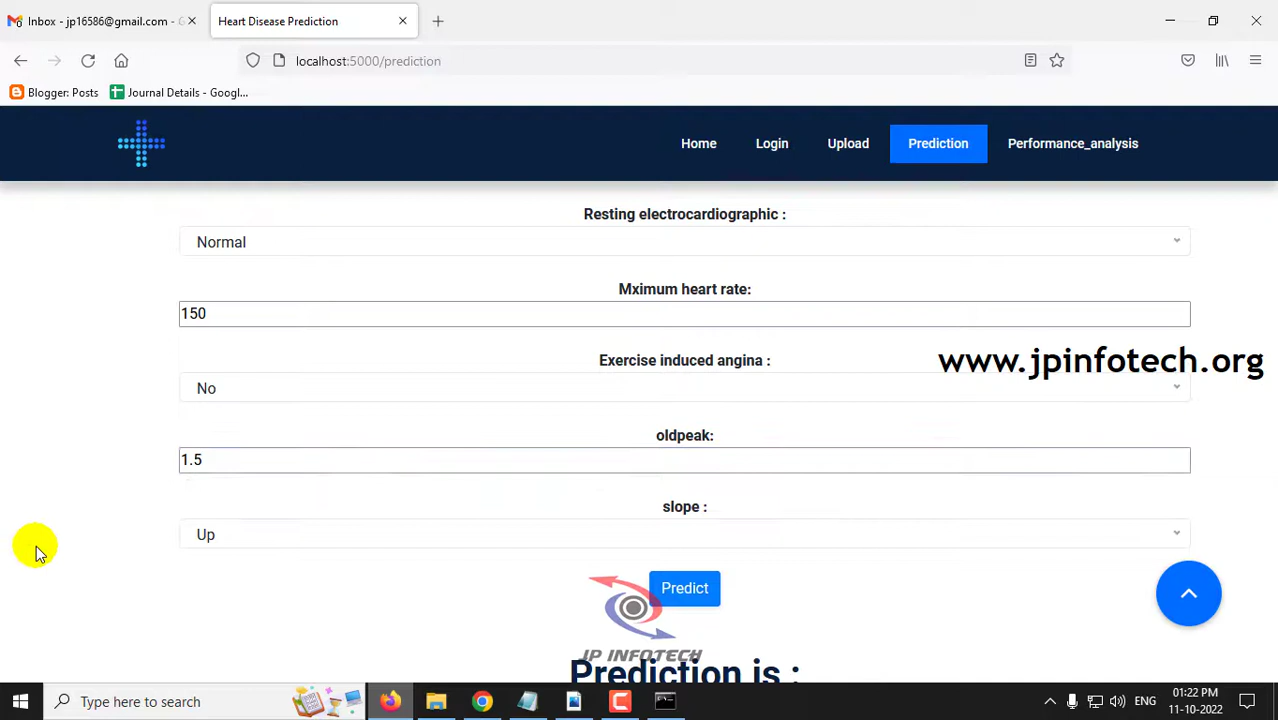 Inbox - jp16586@gmail.com - G
Heart Disease Prediction
localhost:5000/prediction
Blogger: Posts
Journal Details - Googl...
Home
Login
Upload
Prediction
Performance_analysis
Resting electrocardiographic :
Normal
Mximum heart rate:
150
Exercise induced angina :
www.jpinfotech.org
No
oldpeak:
1.5
slope :
Up
Predict
JP INFOTECH
Prediction is :
Type here to search
ENG
01:22 PM
11-10-2022